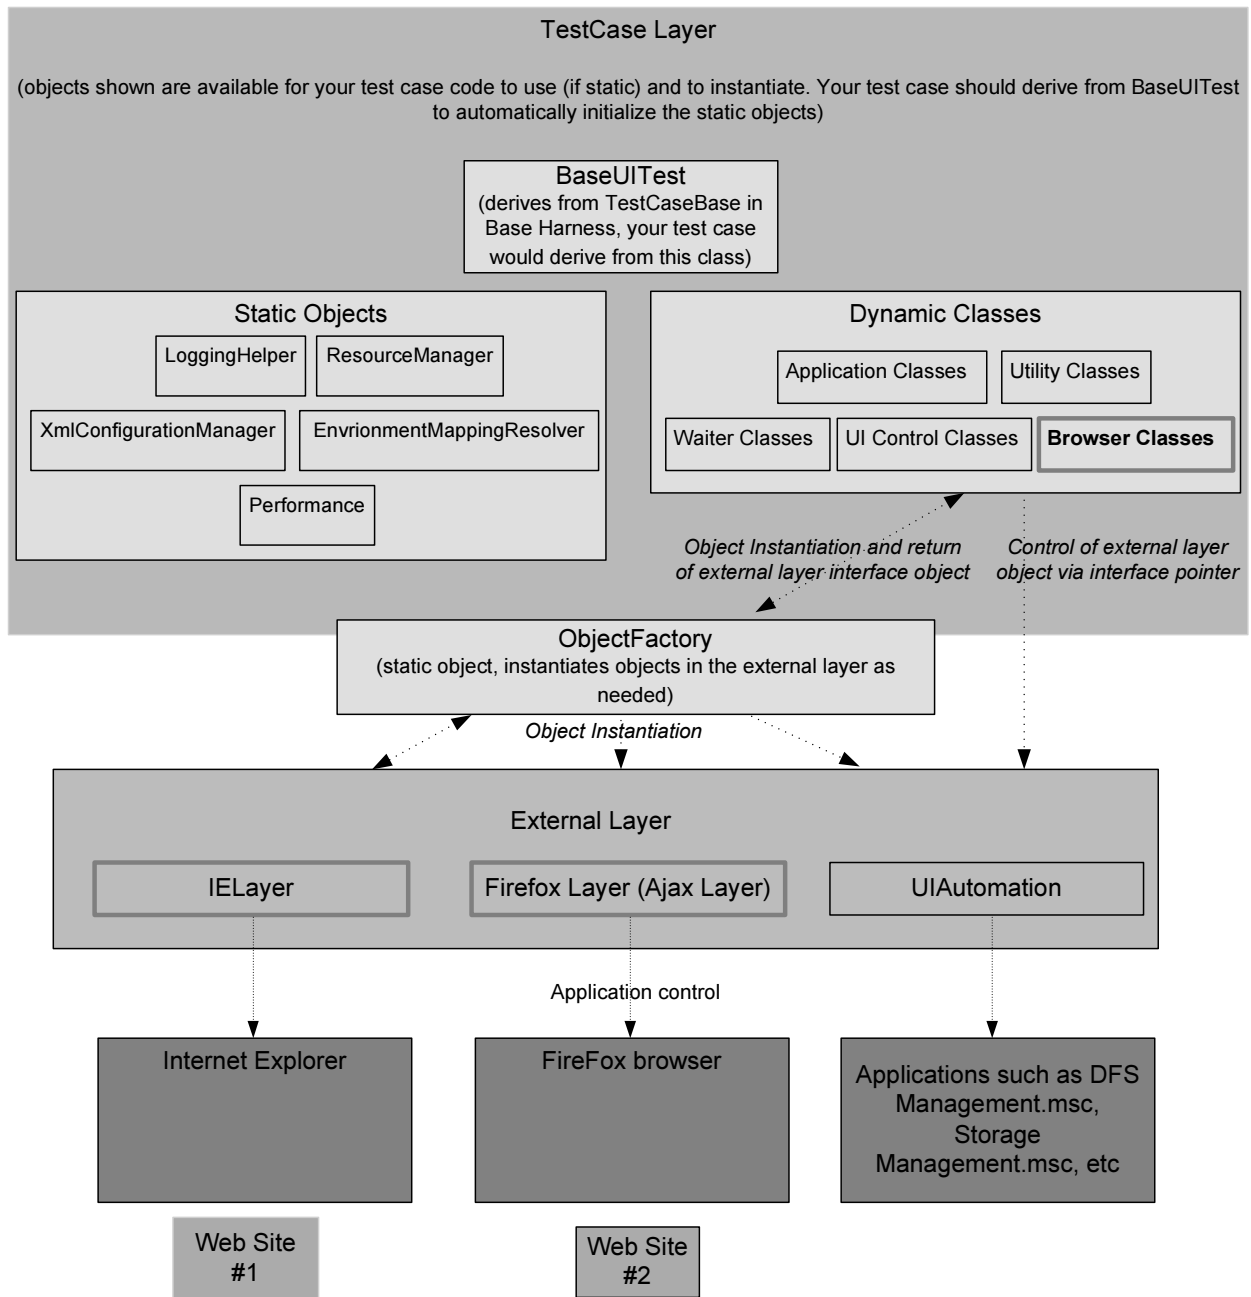 TestCase Layer
(objects shown are available for your test case code to use (if static) and to instantiate. Your test case should derive from BaseUITest
to automatically initialize the static objects)
BaseUITest
(derives from TestCaseBase in
Base Harness, your test case
would derive from this class)
Static Objects
LoggingHelper
ResourceManager
XmlConfigurationManager
EnvrionmentMappingResolver
Performance
Dynamic Classes
Application Classes
Utility Classes
Waiter Classes
UI Control Classes
Browser Classes
Object Instantiation and return
of external layer interface object
Control of external layer
object via interface pointer
ObjectFactory
(static object, instantiates objects in the external layer as
needed)
Object Instantiation
External Layer
IELayer
Firefox Layer (Ajax Layer)
UIAutomation
Application control
Internet Explorer
FireFox browser
Applications such as DFS
Management.msc,
Storage
Management.msc, etc
Web Site
#1
Web Site
#2